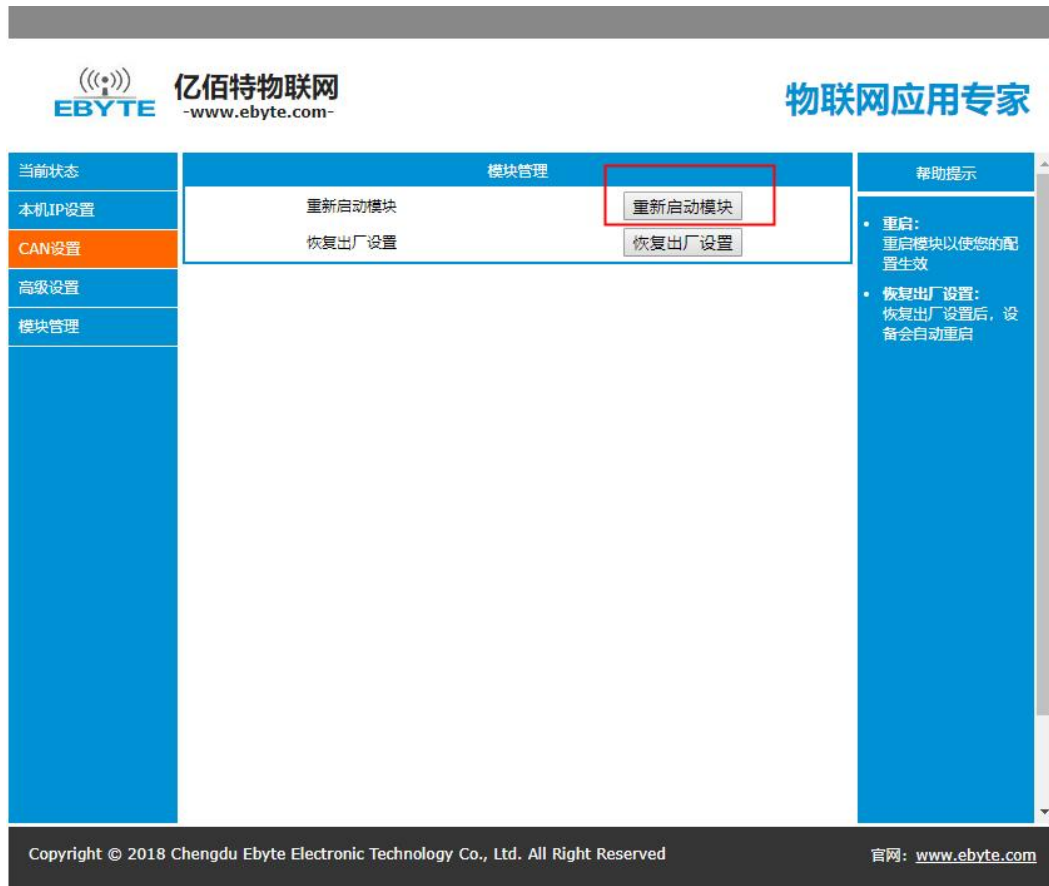 EBYTE
亿佰特物联网
-www.ebyte.com-
物联网应用专家
当前状态
本机IP设置
CAN设置
高级设置
模块管理
模块管理
重新启动模块 重新启动模块
恢复出厂设置 恢复出厂设置
帮助提示
• 重启：
重启模块以使您的配
置生效
• 恢复出厂设置：
恢复出厂设置后，设
备会自动重启
Copyright © 2018 Chengdu Ebyte Electronic Technology Co., Ltd. All Right Reserved
官网：www.ebyte.com